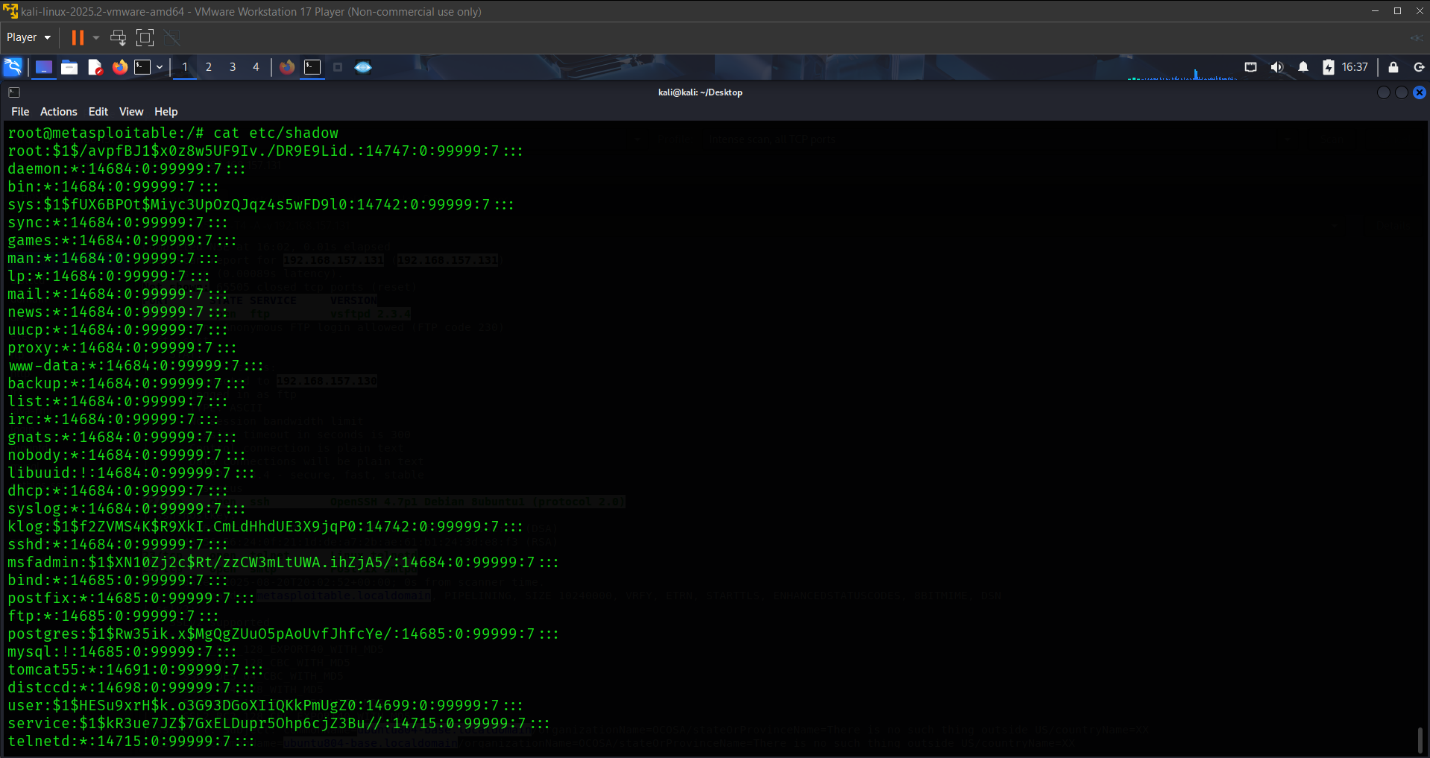 kali-linux-2025.2-vmware-amd64 - VMware Workstation 17 Player (Non-commercial use only)
Player
1 2 3 4 16:37
kali@kali: ~/Desktop
File Actions Edit View Help
root@metasploitable:/# cat etc/shadow
root:$1$/avpfBJ1$x0z8w5UF9Iv./DR9E9Lid.:14747:0:99999:7:::
daemon:*:14684:0:99999:7:::
bin:*:14684:0:99999:7:::
sys:$1$fUX6BPOt$Miyc3UpOzQJqz4s5wFD9l0:14742:0:99999:7:::
sync:*:14684:0:99999:7:::
games:*:14684:0:99999:7:::
man:*:14684:0:99999:7:::
lp:*:14684:0:99999:7:::
mail:*:14684:0:99999:7:::
news:*:14684:0:99999:7:::
uucp:*:14684:0:99999:7:::
proxy:*:14684:0:99999:7:::
www-data:*:14684:0:99999:7:::
backup:*:14684:0:99999:7:::
list:*:14684:0:99999:7:::
irc:*:14684:0:99999:7:::
gnats:*:14684:0:99999:7:::
nobody:*:14684:0:99999:7:::
libuuid:!:14684:0:99999:7:::
dhcp:*:14684:0:99999:7:::
syslog:*:14684:0:99999:7:::
klog:$1$f2ZVMS4K$R9XkI.CmLdHhdUE3X9jqP0:14742:0:99999:7:::
sshd:*:14684:0:99999:7:::
msfadmin:$1$XN10Zj2c$Rt/zzCW3mLtUWA.ihZjA5/:14684:0:99999:7:::
bind:*:14685:0:99999:7:::
postfix:*:14685:0:99999:7:::
ftp:*:14685:0:99999:7:::
postgres:$1$Rw35ik.x$MgQgZUuO5pAoUvfJhfcYe/:14685:0:99999:7:::
mysql:!:14685:0:99999:7:::
tomcat55:*:14691:0:99999:7:::
distccd:*:14698:0:99999:7:::
user:$1$HESu9xrH$k.o3G93DGoXIiQKkPmUgZ0:14699:0:99999:7:::
service:$1$kR3ue7JZ$7GxELDupr5Ohp6cjZ3Bu//:14715:0:99999:7:::
telnetd:*:14715:0:99999:7:::